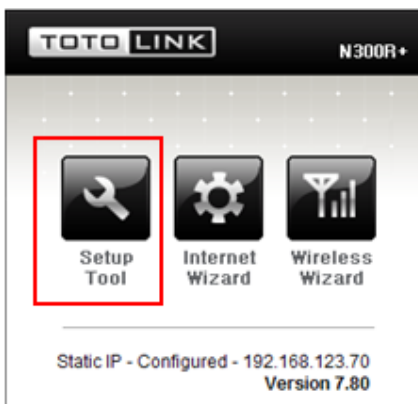 TOTO LINK
N300R+
Setup Tool
Internet Wizard
Wireless Wizard
Static IP - Configured - 192.168.123.70
Version 7.80